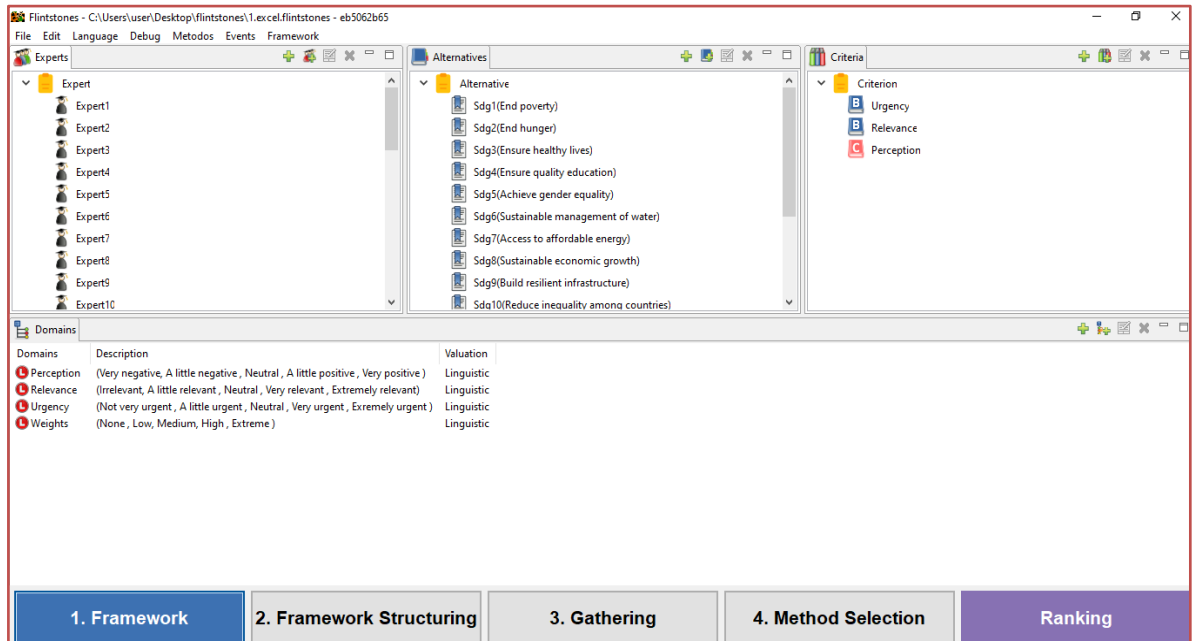 Flintstones - C:\Users\user\Desktop\flintstones\1.excel.flintstones - eb5062b65
File Edit Language Debug Metodos Events Framework
Experts
Expert
Expert1
Expert2
Expert3
Expert4
Expert5
Expert6
Expert7
Expert8
Expert9
Expert10
Alternatives
Alternative
Sdg1(End poverty)
Sdg2(End hunger)
Sdg3(Ensure healthy lives)
Sdg4(Ensure quality education)
Sdg5(Achieve gender equality)
Sdg6(Sustainable management of water)
Sdg7(Access to affordable energy)
Sdg8(Sustainable economic growth)
Sdg9(Build resilient infrastructure)
Sdg10(Reduce inequality among countries)
Criteria
Criterion
B Urgency
B Relevance
C Perception
Domains
Domains Description Valuation
L Perception (Very negative, A little negative , Neutral , A little positive , Very positive ) Linguistic
L Relevance (Irrelevant, A little relevant , Neutral , Very relevant , Extremely relevant) Linguistic
L Urgency (Not very urgent , A little urgent , Neutral , Very urgent , Exremely urgent ) Linguistic
L Weights (None , Low, Medium, High , Extreme ) Linguistic
1. Framework
2. Framework Structuring
3. Gathering
4. Method Selection
Ranking